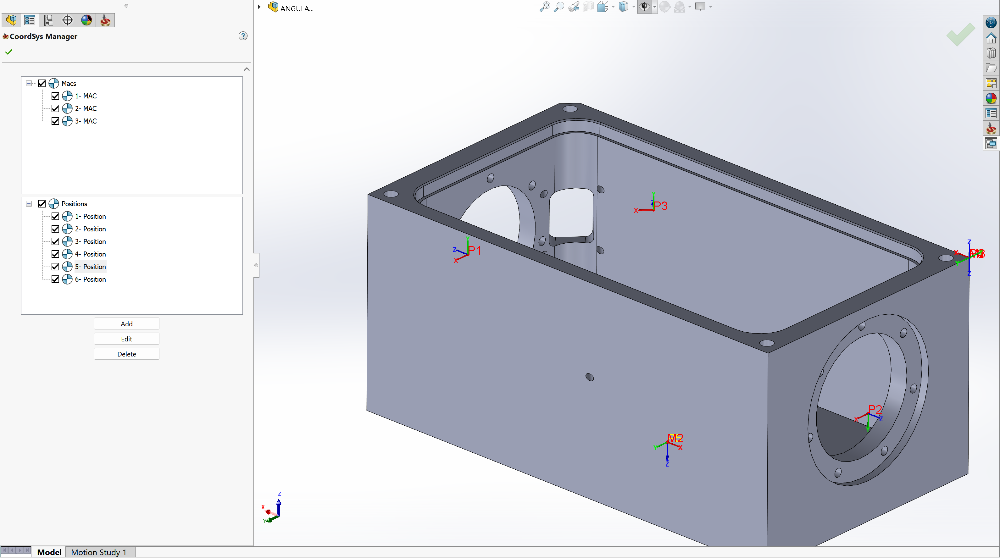 ANGULA...
CoordSys Manager
Macs
1- MAC
2- MAC
3- MAC
Positions
1- Position
2- Position
3- Position
4- Position
5- Position
6- Position
Add
Edit
Delete
Y
Z
X
P3
Y
Z
X
P1
Z
X
Y
Z
P2
X
Z
Y
M2
Y
X
Z
Z
X
Y
Model
Motion Study 1